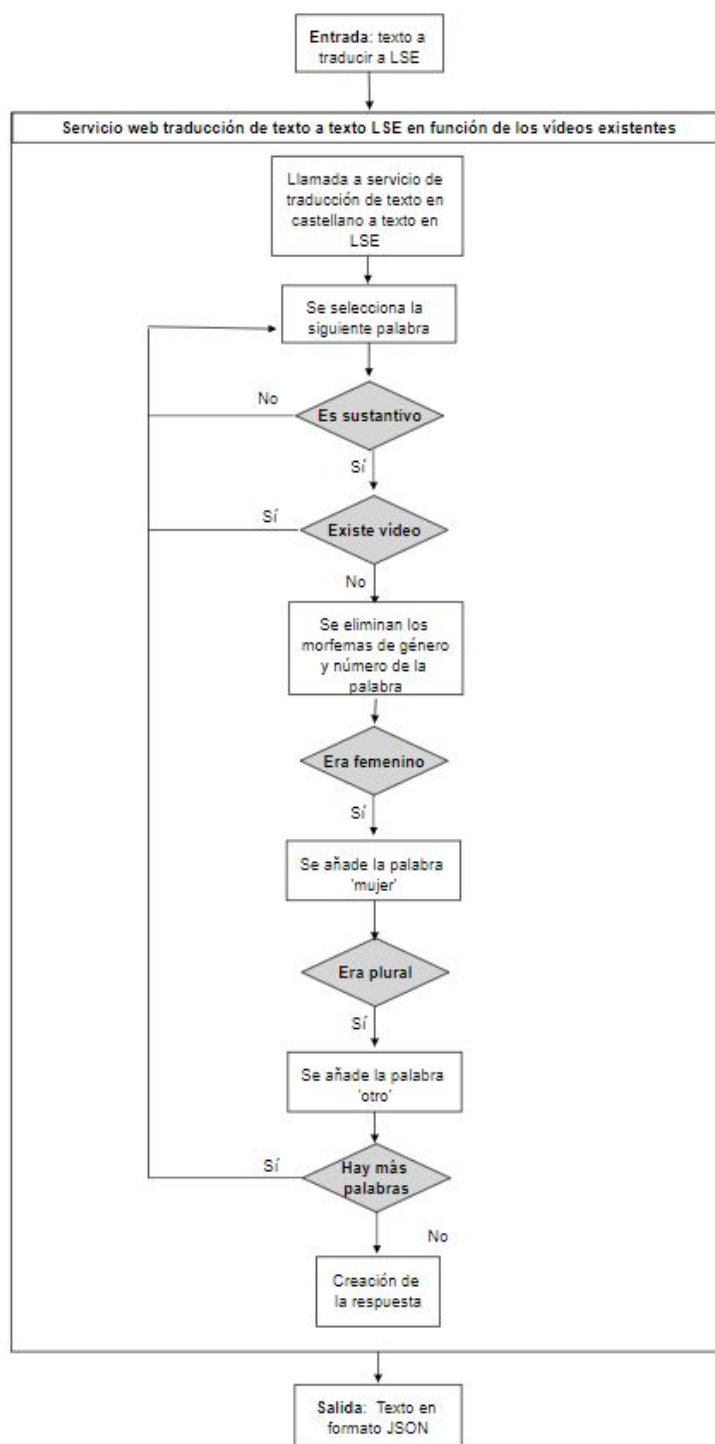 Entrada: texto a
traducir a LSE
Servicio web traducción de texto a texto LSE en función de los vídeos existentes
Llamada a servicio de
traducción de texto en
castellano a texto en
LSE
Se selecciona la
siguiente palabra
No
Es sustantivo
Sí
Sí
Existe vídeo
No
Se eliminan los
morfemas de género
y número de la
palabra
Era femenino
Sí
Se añade la palabra
'mujer'
Era plural
Sí
Se añade la palabra
'otro'
Sí
Hay más
palabras
No
Creación de
la respuesta
Salida: Texto en
formato JSON